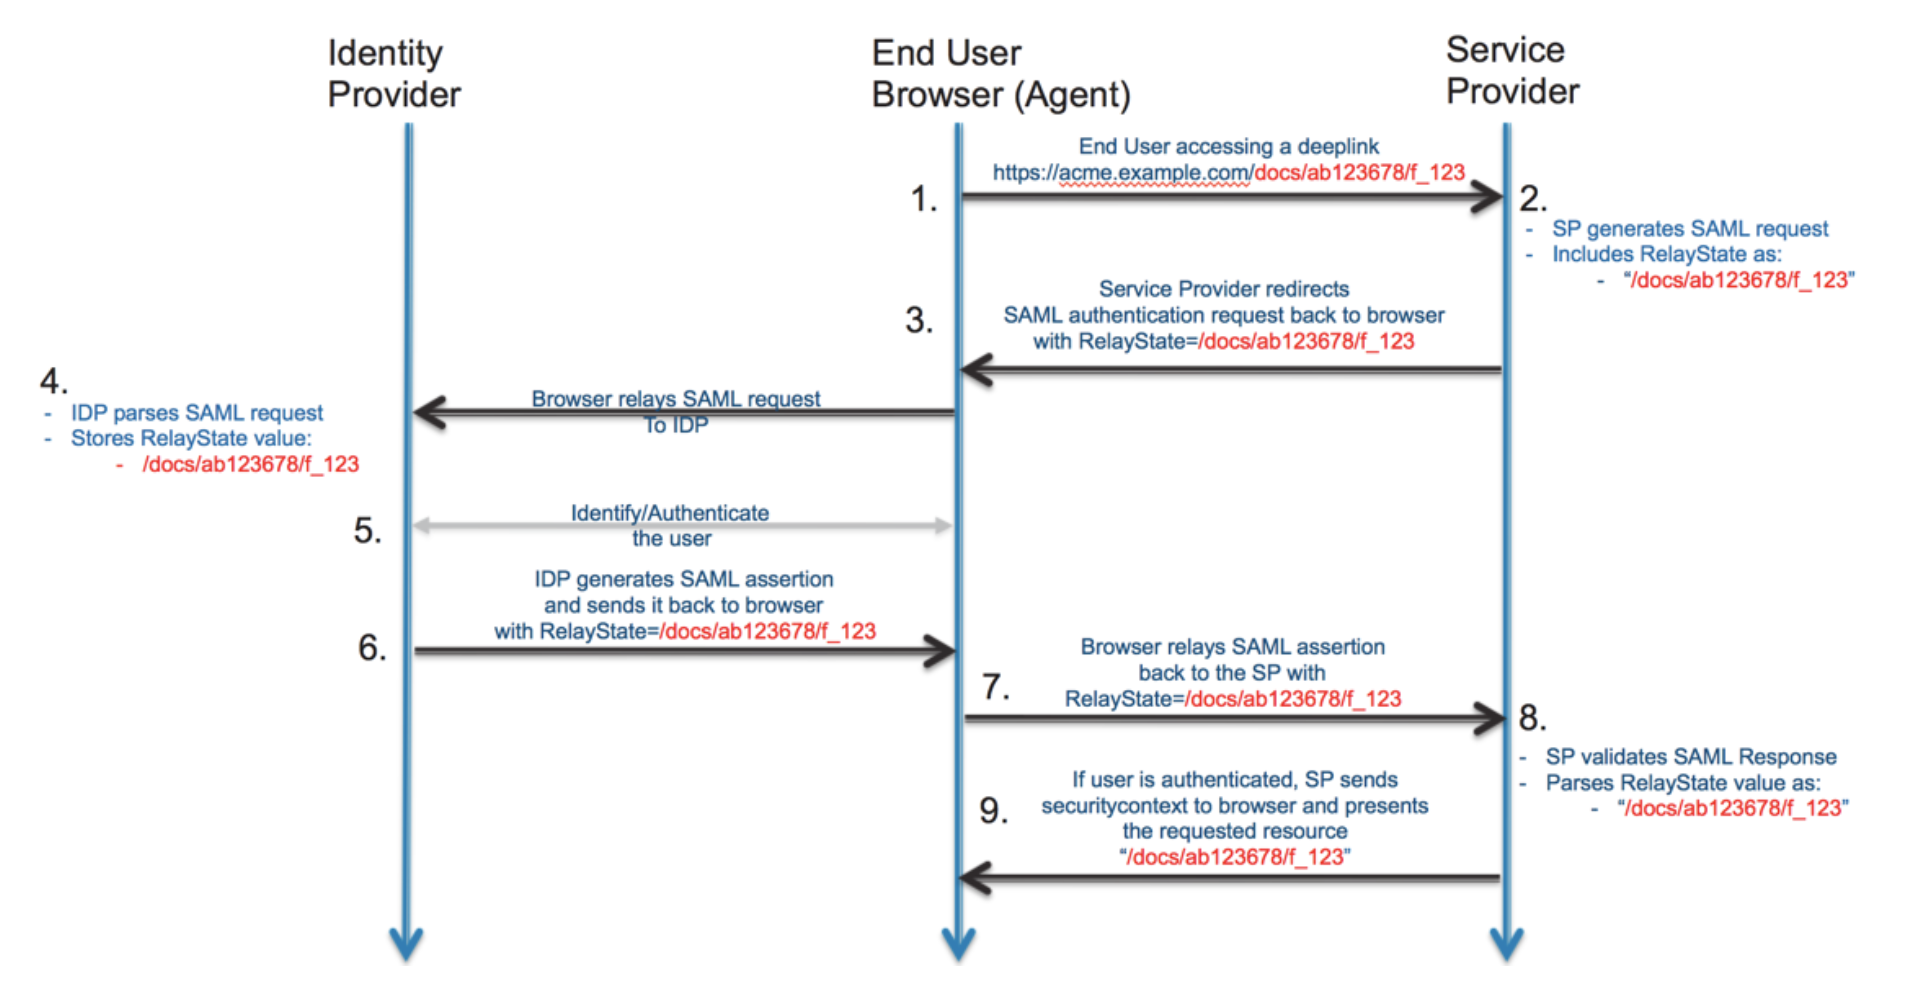 Identity
Provider
End User
Browser (Agent)
Service
Provider
End User accessing a deeplink
https://acme.example.com/docs/ab123678/f_123
1.
2.
- SP generates SAML request
- Includes RelayState as:
- “/docs/ab123678/f_123”
Service Provider redirects
SAML authentication request back to browser
with RelayState=/docs/ab123678/f_123
3.
4.
- IDP parses SAML request
- Stores RelayState value:
- /docs/ab123678/f_123
Browser relays SAML request
To IDP
5.
Identify/Authenticate
the user
IDP generates SAML assertion
and sends it back to browser
with RelayState=/docs/ab123678/f_123
6.
Browser relays SAML assertion
back to the SP with
RelayState=/docs/ab123678/f_123
7.
8.
- SP validates SAML Response
- Parses RelayState value as:
- “/docs/ab123678/f_123”
If user is authenticated, SP sends
securitycontext to browser and presents
the requested resource
“/docs/ab123678/f_123”
9.